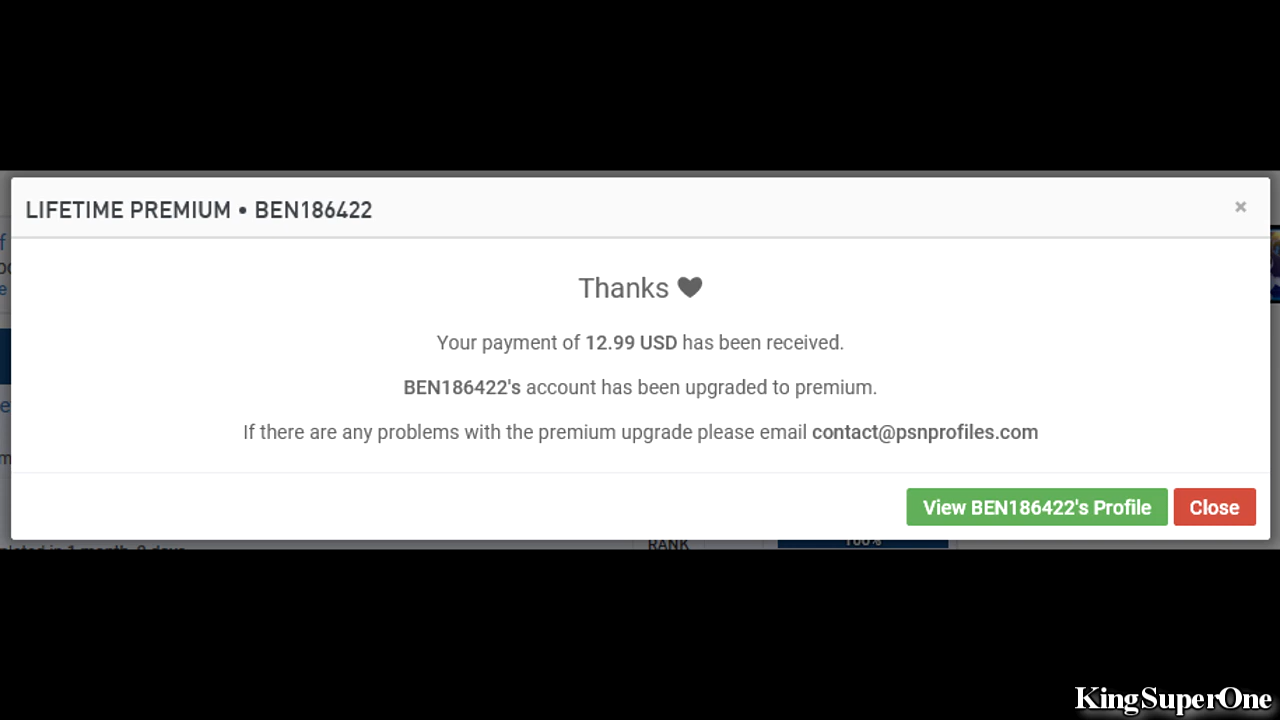 LIFETIME PREMIUM • BEN186422
×
Thanks ♥
Your payment of 12.99 USD has been received.
BEN186422's account has been upgraded to premium.
If there are any problems with the premium upgrade please email contact@psnprofiles.com
View BEN186422's Profile Close
RANK 100%
KingSuperOne